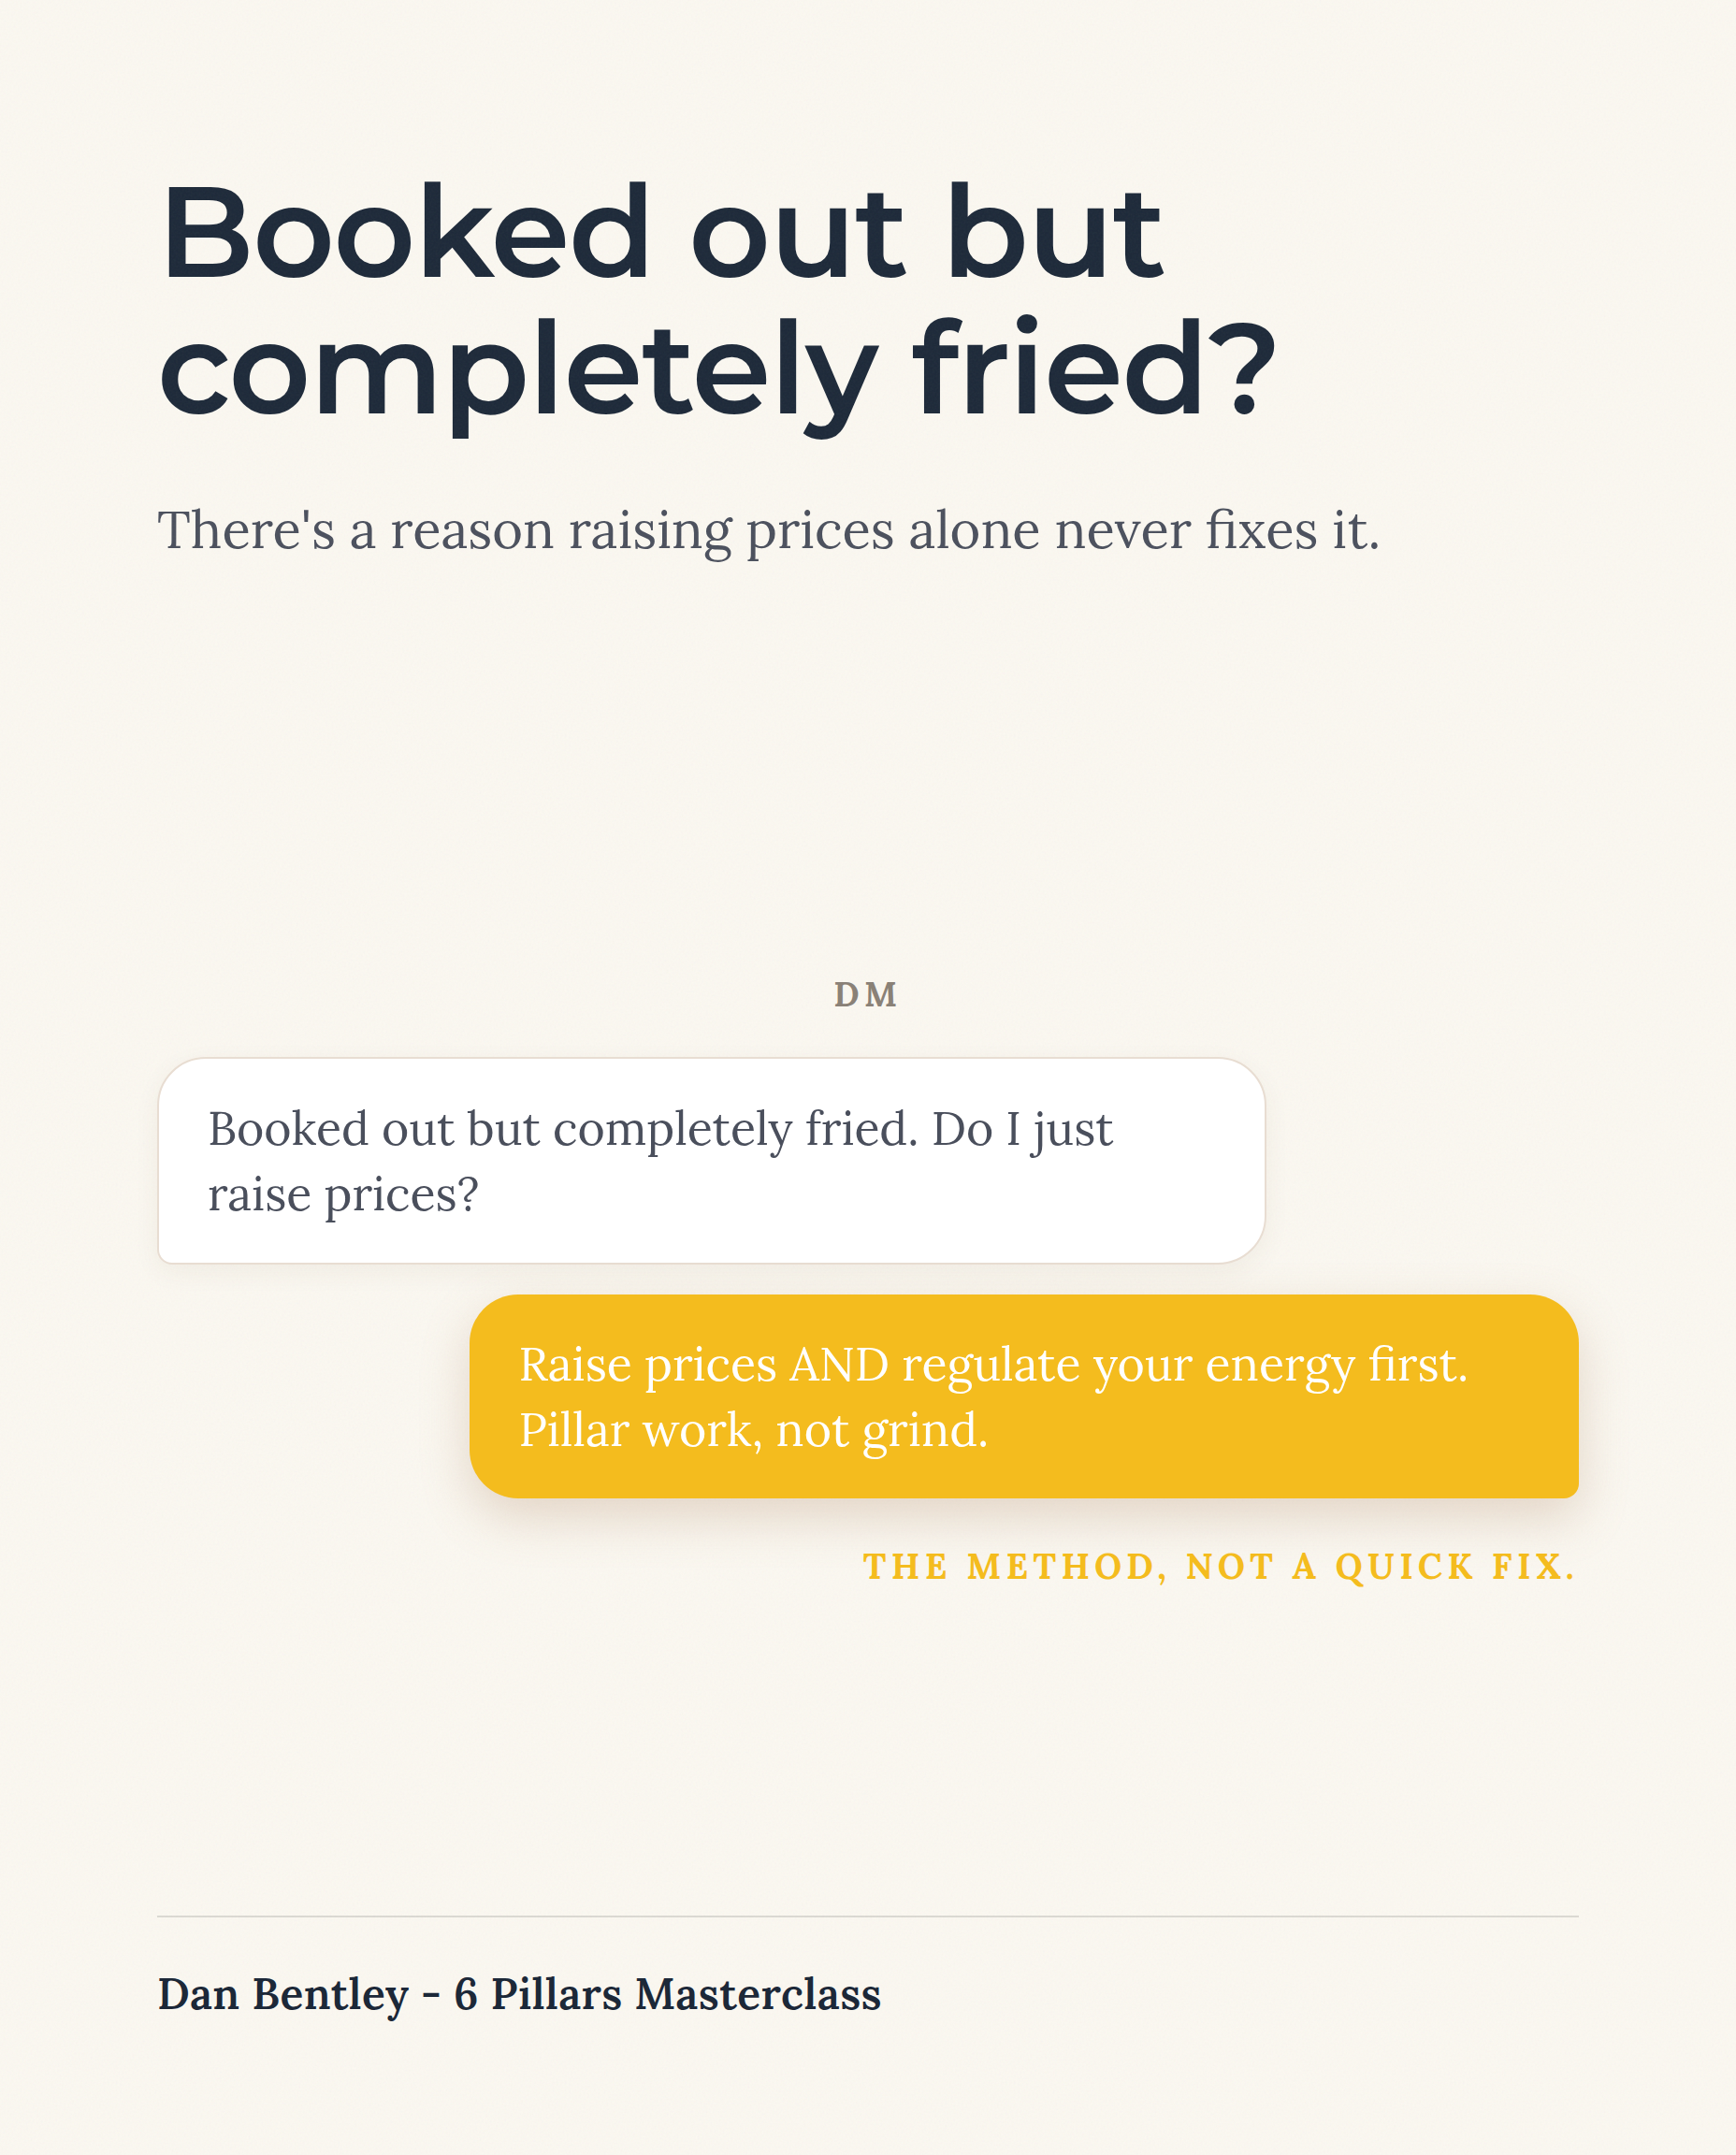 Booked out but
completely fried?
There's a reason raising prices alone never fixes it.
DM
Booked out but completely fried. Do I just
raise prices?
Raise prices AND regulate your energy first.
Pillar work, not grind.
THE METHOD, NOT A QUICK FIX.
Dan Bentley - 6 Pillars Masterclass